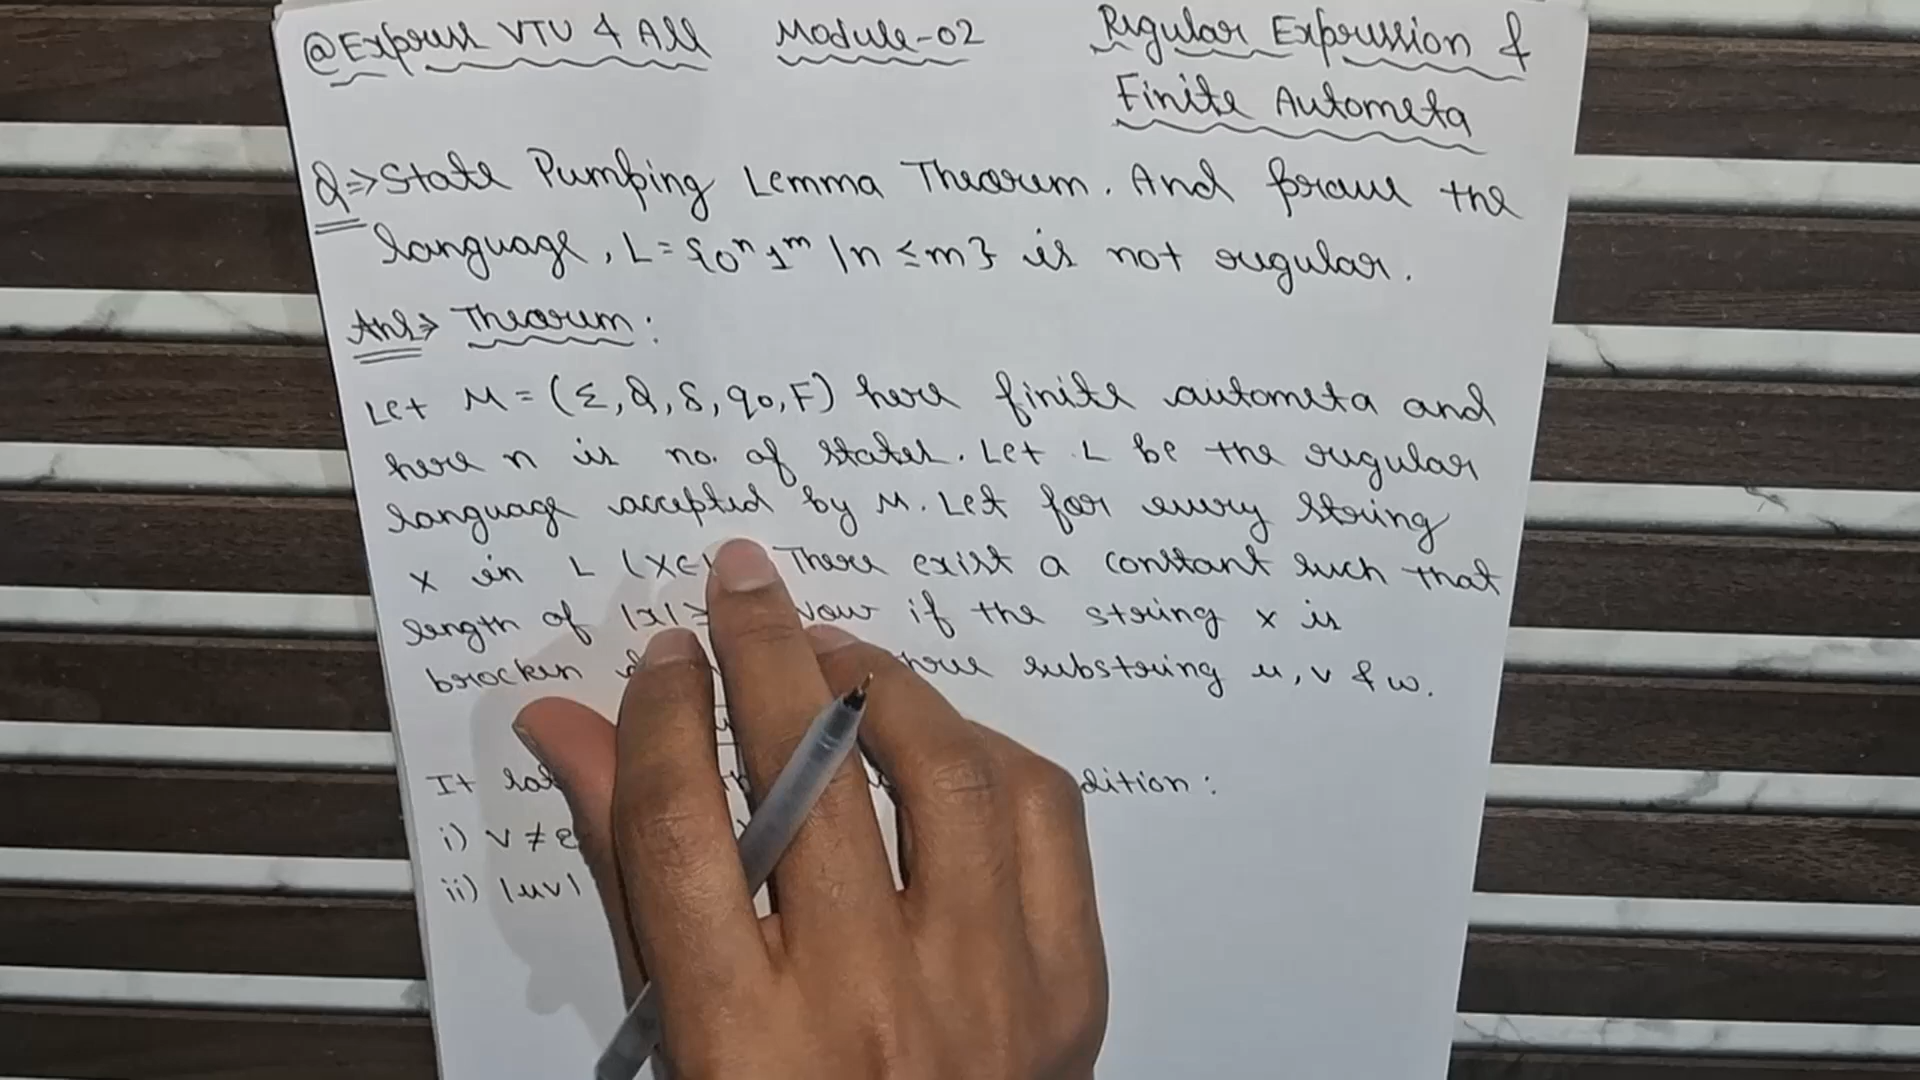 @Express VTU 4 All Module-02 Regular Expression &
Finite Autometa
Q⇒ State Pumping Lemma Theorem. And prove the
language, L = {0ⁿ1ᵐ | n ≤ m} is not regular.
Ans⇒ Theorem:
Let M = (Σ, Q, δ, q0, F) here finite autometa and
here n is no. of states. Let L be the regular
language accepted by M. Let for every string
x in L (x∈ There exist a constant such that
length of |x| ≥ Now if the string x is
brocken substring u, v & w.
It dition:
i) v ≠ ε
ii) |uv|